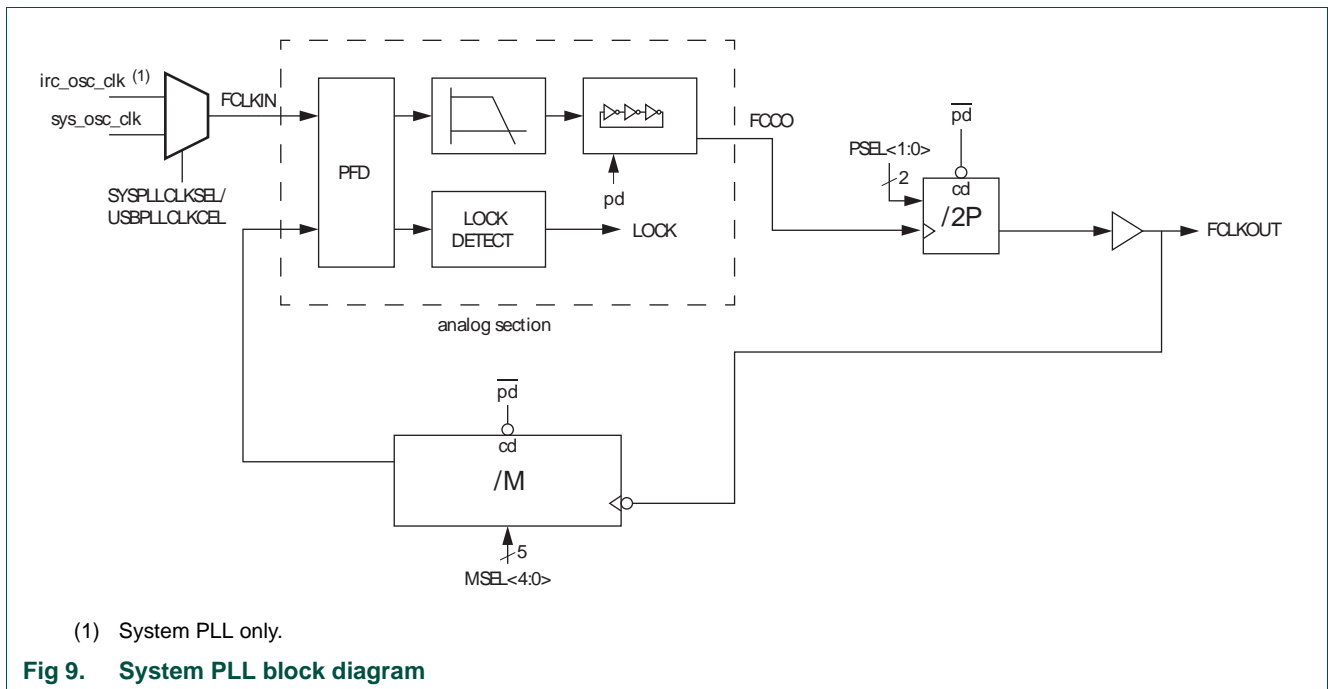 irc_osc_clk (1)
sys_osc_clk
FCLKIN
SYSPLLCLKSEL/
USBPLLCLKCEL
PFD
LOCK
DETECT
LOCK
pd
analog section
FCCO
PSEL<1:0>
2
pd
cd
/2P
FCLKOUT
pd
cd
/M
5
MSEL<4:0>
(1) System PLL only.
Fig 9. System PLL block diagram